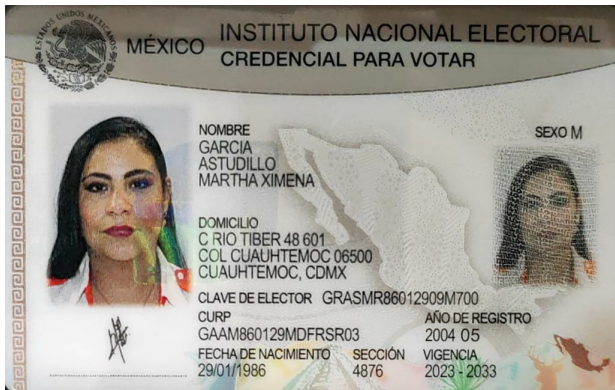 ESTADOS UNIDOS MEXICANOS
MÉXICO
INSTITUTO NACIONAL ELECTORAL
CREDENCIAL PARA VOTAR
NOMBRE
GARCIA
ASTUDILLO
MARTHA XIMENA
SEXO M
DOMICILIO
C RIO TIBER 48 601
COL CUAUHTEMOC 06500
CUAUHTEMOC, CDMX
CLAVE DE ELECTOR GRASMR86012909M700
CURP
GAAM860129MDFRSR03
AÑO DE REGISTRO
2004 05
FECHA DE NACIMIENTO
29/01/1986
SECCIÓN
4876
VIGENCIA
2023 - 2033